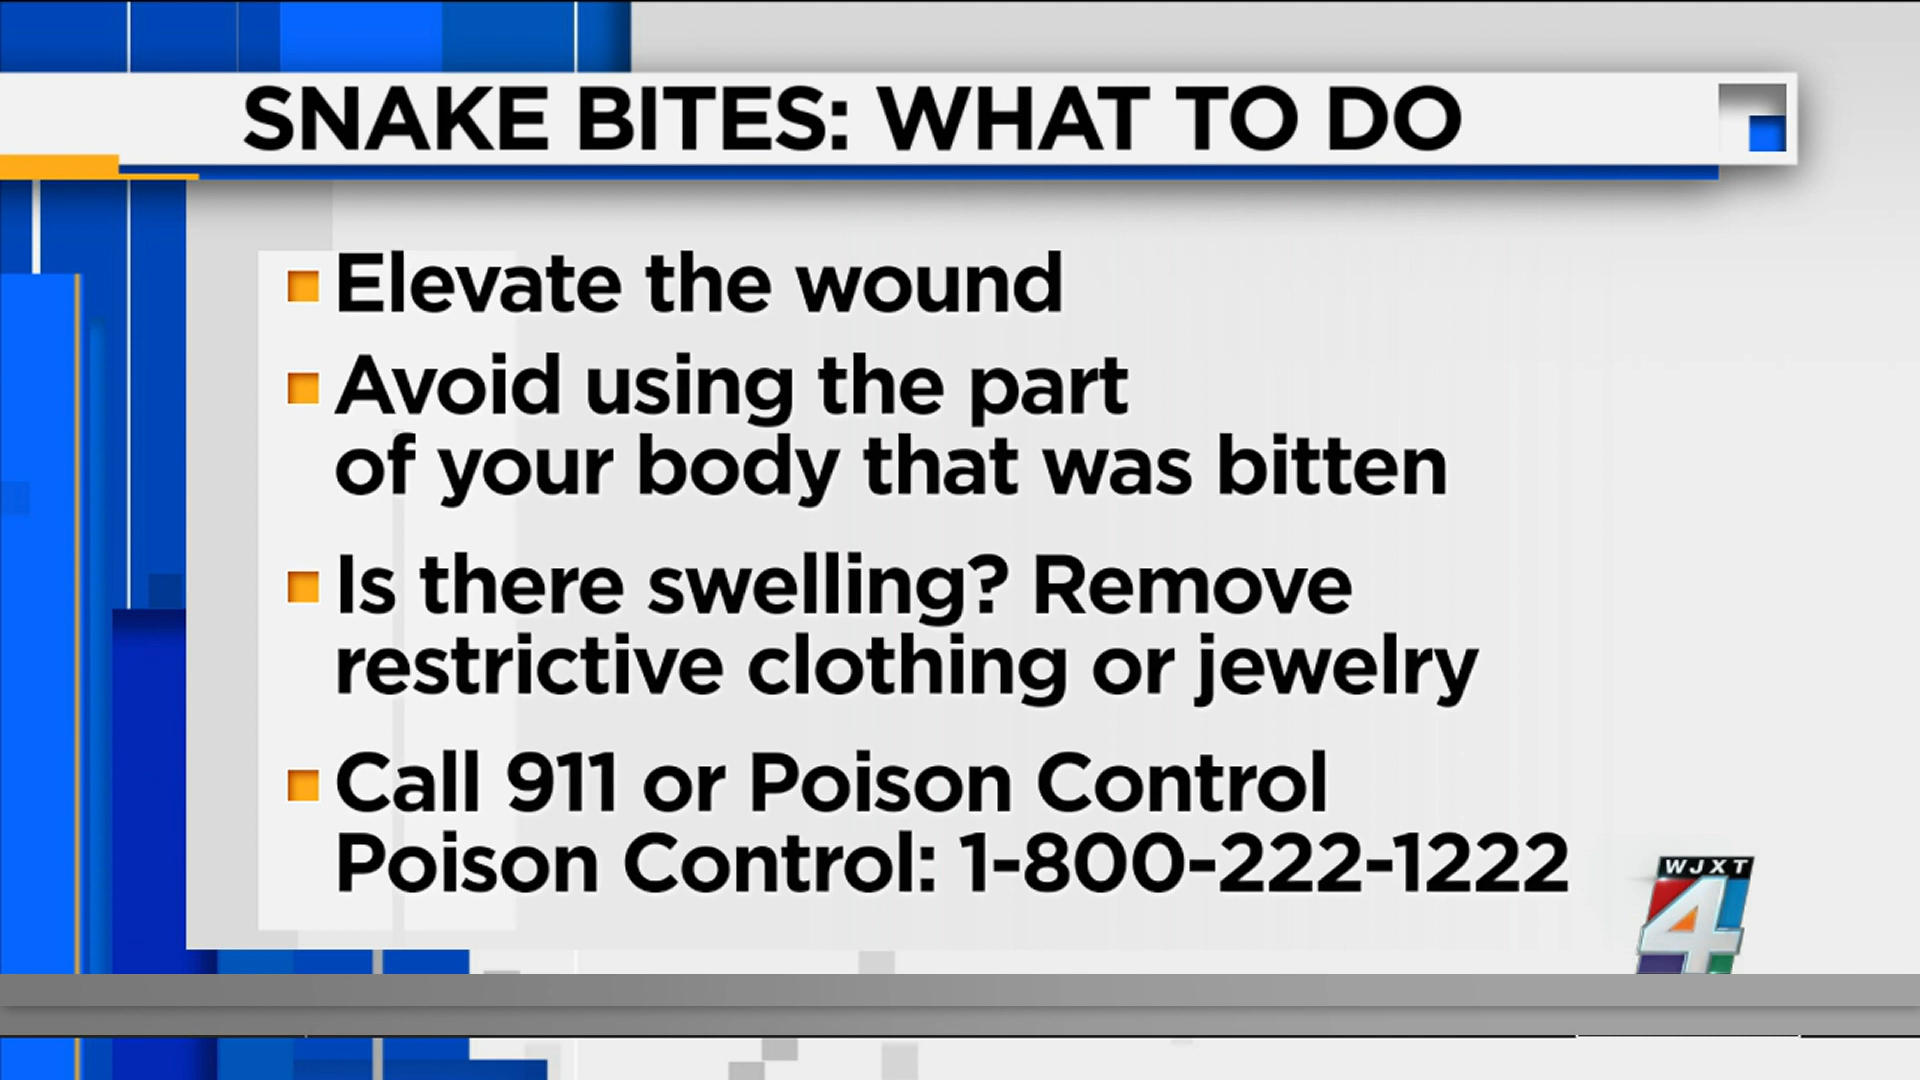 SNAKE BITES: WHAT TO DO
Elevate the wound
Avoid using the part
of your body that was bitten
Is there swelling? Remove
restrictive clothing or jewelry
Call 911 or Poison Control
Poison Control: 1-800-222-1222
WJXT
4